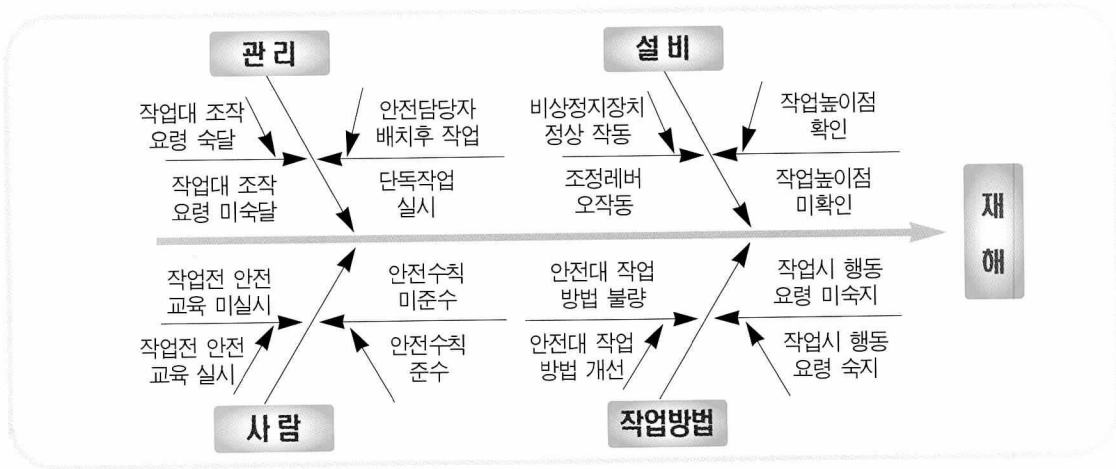 관리
설비
작업대 조작
요령 숙달
안전담당자
배치후 작업
비상정지장치
정상 작동
작업높이점
확인
작업대 조작
요령 미숙달
단독작업
실시
조정레버
오작동
작업높이점
미확인
재
해
작업전 안전
교육 미실시
안전수칙
미준수
안전대 작업
방법 불량
작업시 행동
요령 미숙지
작업전 안전
교육 실시
안전수칙
준수
안전대 작업
방법 개선
작업시 행동
요령 숙지
사람
작업방법